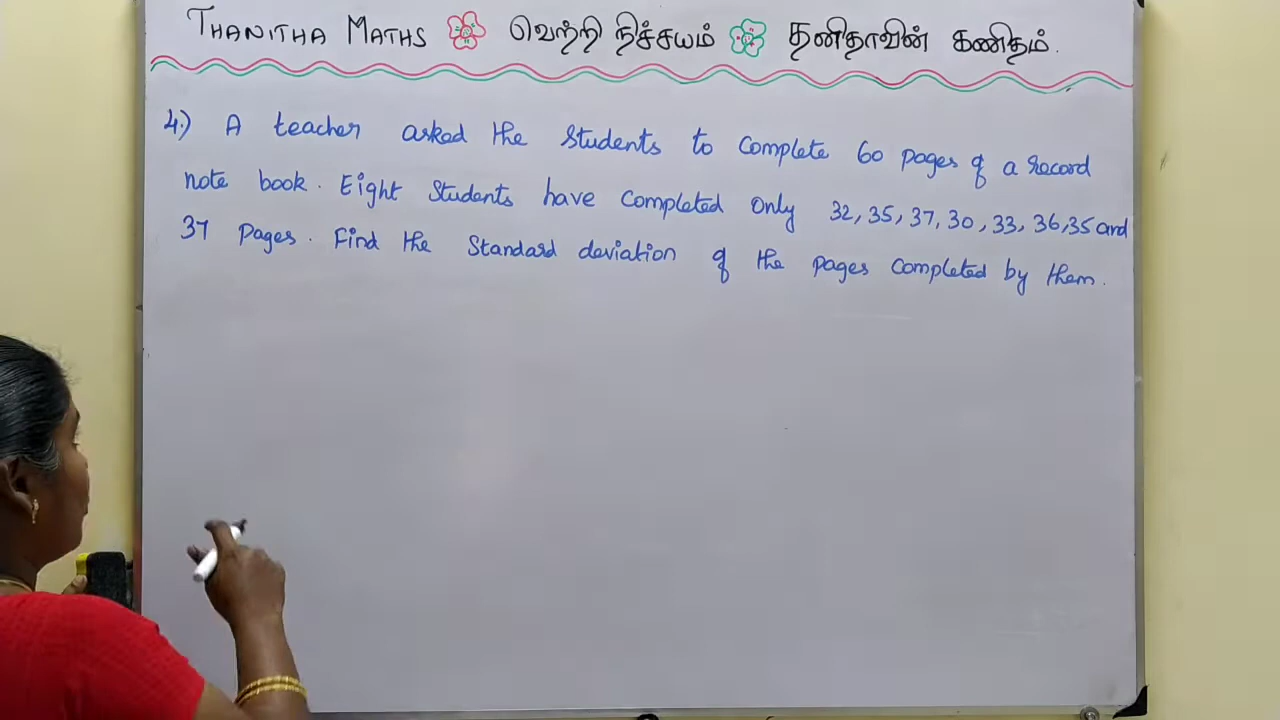 THANITHA MATHS வெற்றி நிச்சயம் தனிதாவின் கணிதம்.
4.) A teacher asked the students to complete 60 pages of a record
note book. Eight students have completed only 32, 35, 37, 30, 33, 36, 35 and
37 pages. Find the standard deviation of the pages completed by them.